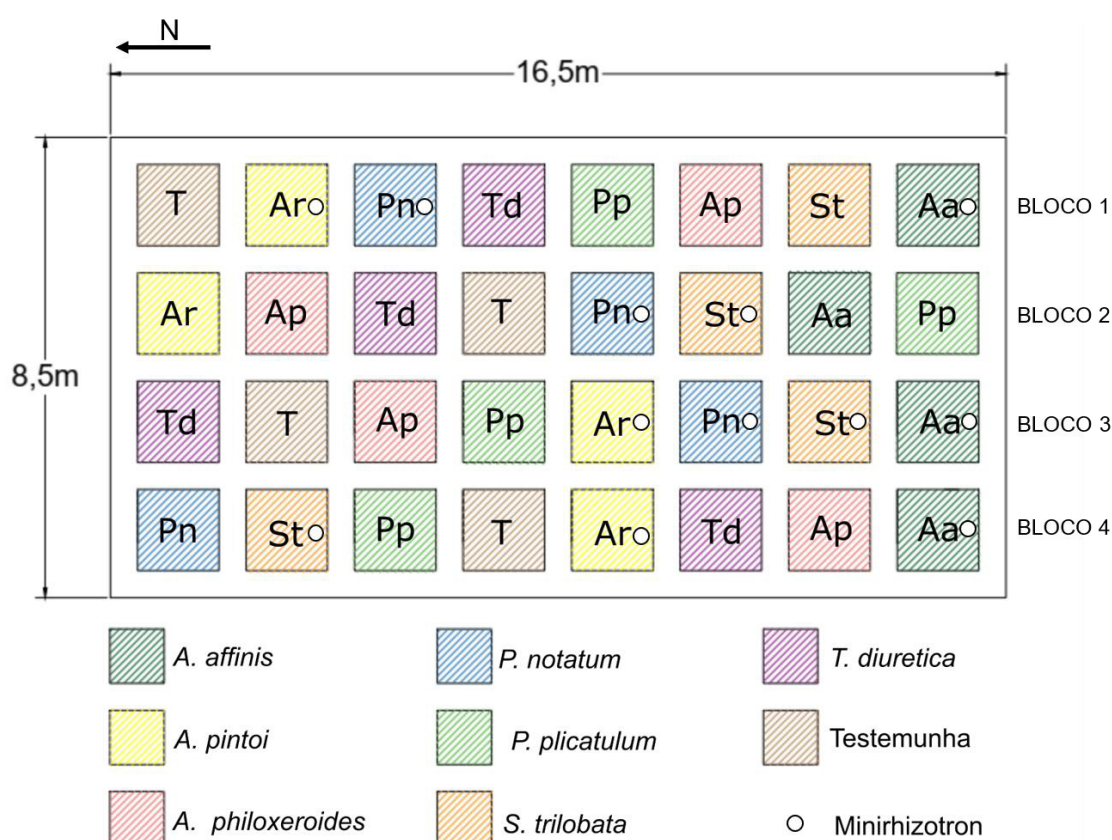 N
16,5m
T Ar Pn Td Pp Ap St Aa BLOCO 1
Ar Ap Td T Pn St Aa Pp BLOCO 2
8,5m
Td T Ap Pp Ar Pn St Aa BLOCO 3
Pn St Pp T Ar Td Ap Aa BLOCO 4
A. affinis P. notatum T. diuretica
A. pintoi P. plicatulum Testemunha
A. philoxeroides S. trilobata Minirhizotron